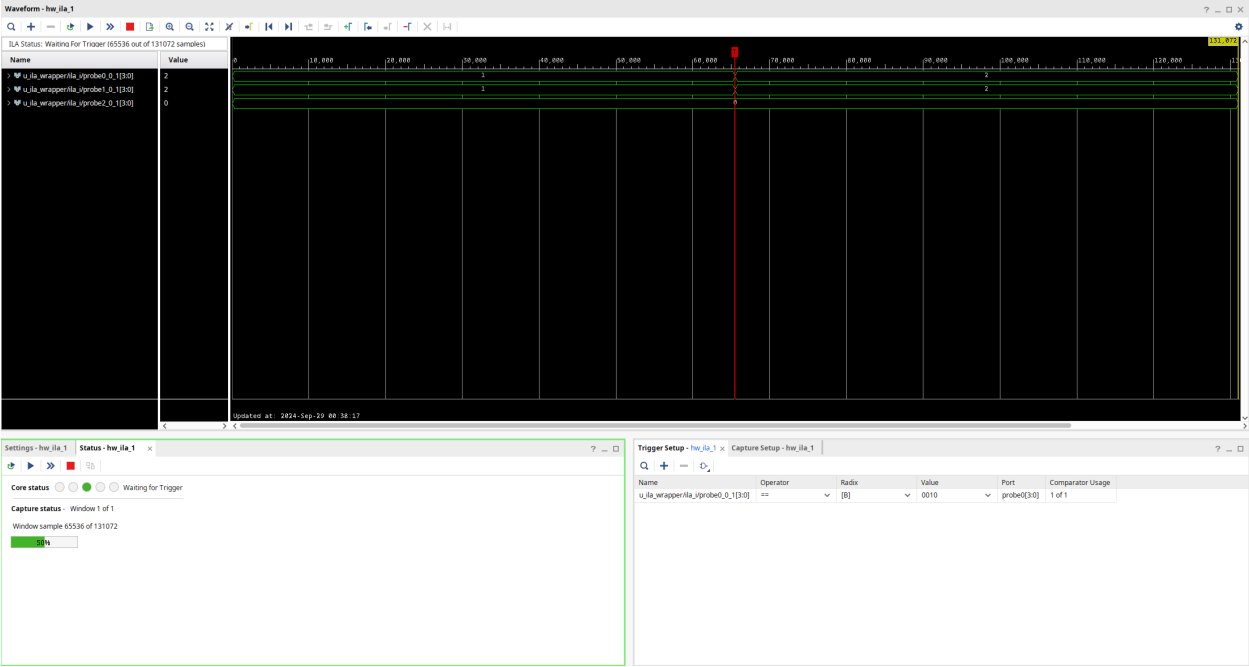 Waveform - hw_ila_1
ILA Status: Waiting For Trigger (65536 out of 131072 samples)
Name Value
u_ila_wrapper/ila_i/probe0_0_1[3:0] 2
u_ila_wrapper/ila_i/probe1_0_1[3:0] 2
u_ila_wrapper/ila_i/probe2_0_1[3:0] 0
131,072
0 10,000 20,000 30,000 40,000 50,000 60,000 70,000 80,000 90,000 100,000 110,000 120,000
1 2
1 2
0
Updated at: 2024-Sep-29 00:38:17
Settings - hw_ila_1 Status - hw_ila_1
Core status Waiting for Trigger
Capture status - Window 1 of 1
Window sample 65536 of 131072
50%
Trigger Setup - hw_ila_1 Capture Setup - hw_ila_1
Name Operator Radix Value Port Comparator Usage
u_ila_wrapper/ila_i/probe0_0_1[3:0] == [B] 0010 probe0[3:0] 1 of 1